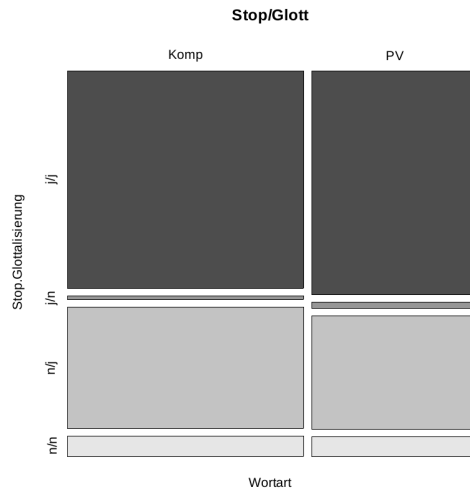 Stop/Glott
Komp
PV
Stop.Glottalisierung
j/j
j/n
n/j
n/n
Wortart